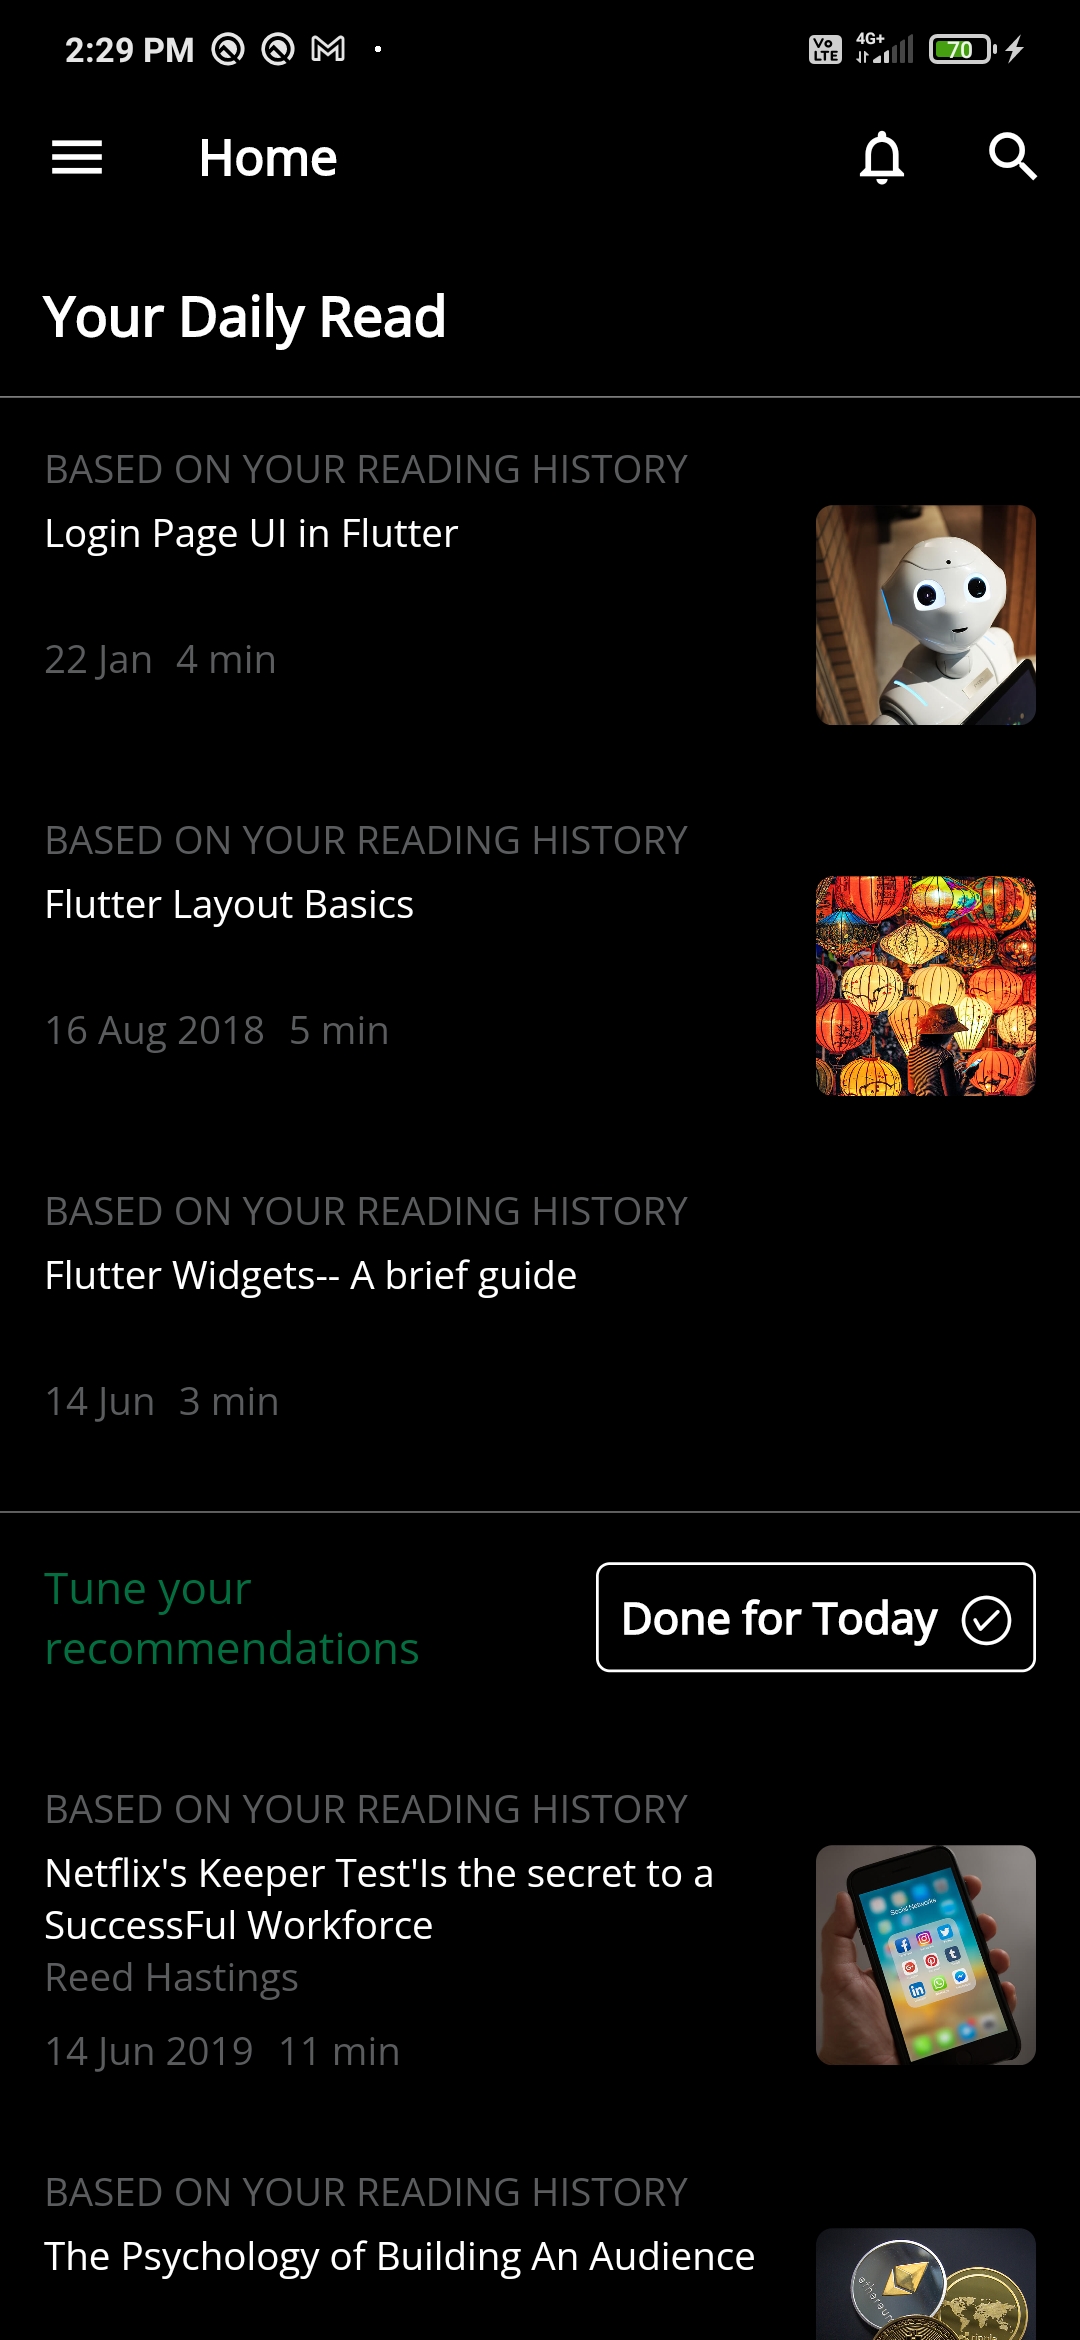 2:29 PM
Vo LTE 4G+ 70
Home
Your Daily Read
BASED ON YOUR READING HISTORY
Login Page UI in Flutter
22 Jan 4 min
BASED ON YOUR READING HISTORY
Flutter Layout Basics
16 Aug 2018 5 min
BASED ON YOUR READING HISTORY
Flutter Widgets-- A brief guide
14 Jun 3 min
Tune your
recommendations
Done for Today
BASED ON YOUR READING HISTORY
Netflix's Keeper Test'Is the secret to a
SuccessFul Workforce
Reed Hastings
14 Jun 2019 11 min
Social Networks
BASED ON YOUR READING HISTORY
The Psychology of Building An Audience
ethereum
ripple